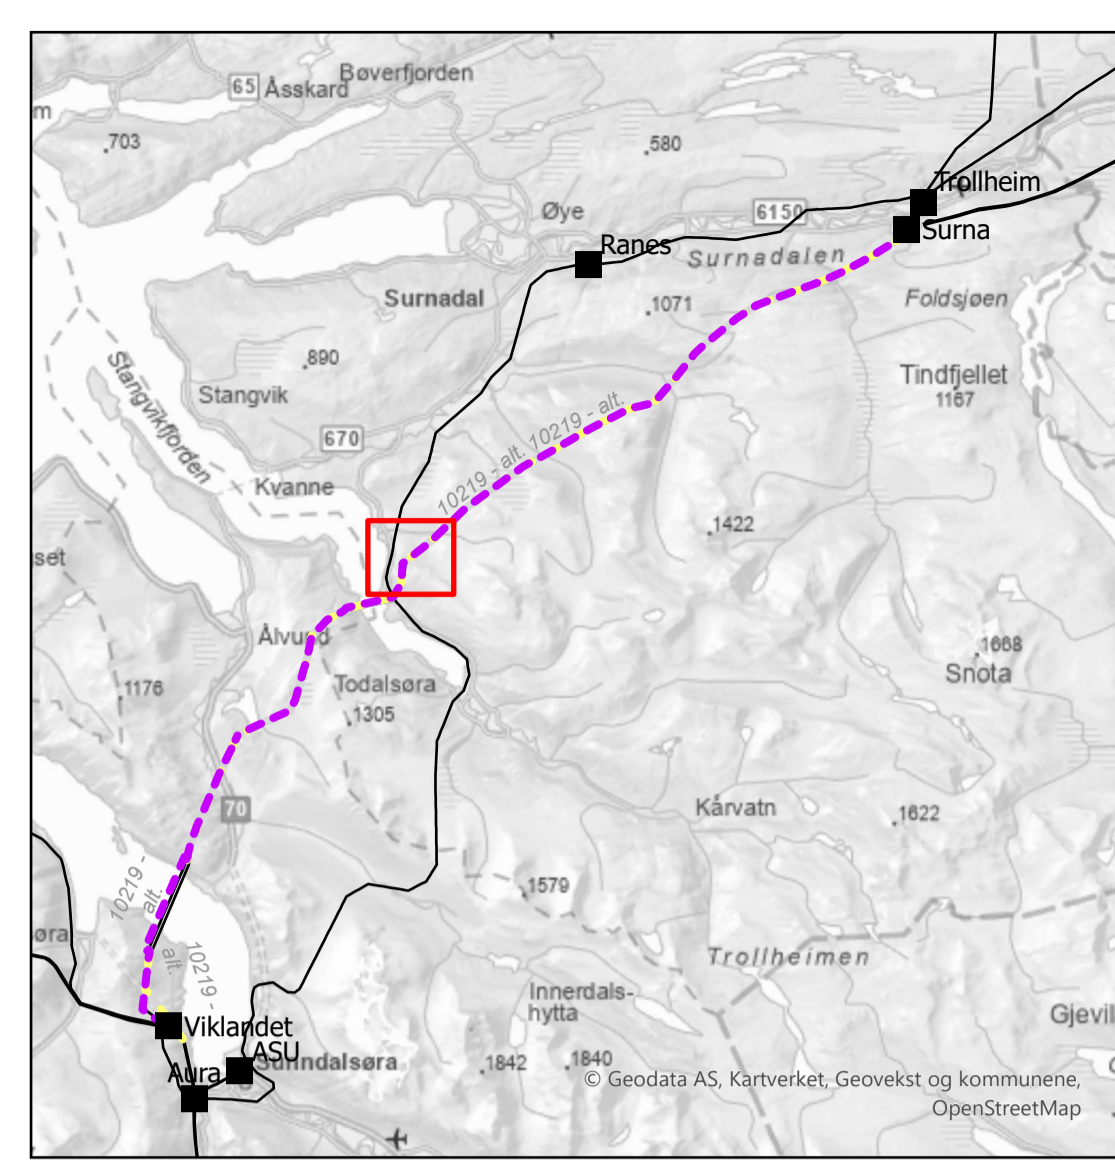 Bøverfjorden
65
Åsskard
m
703
580
Trollheim
Øye
6150
Surna
Ranes
Surnadalen
Surnadal
1071
Foldsjøen
Stangvikfjorden
890
Tindfjellet
1167
Stangvik
670
10219 - alt. 10219 - alt.
Kvanne
1422
set
Ålvund
1668
Snota
1176
Todalsøra
1305
70
Kårvatn
1622
10219 -
alt.
1579
øra
alt.
10219 -
Trollheimen
Innerdals-
hytta
Gjevil
Viklandet
ASU
Sunndalsøra
Aura
1842
1840
© Geodata AS, Kartverket, Geovekst og kommunene,
OpenStreetMap